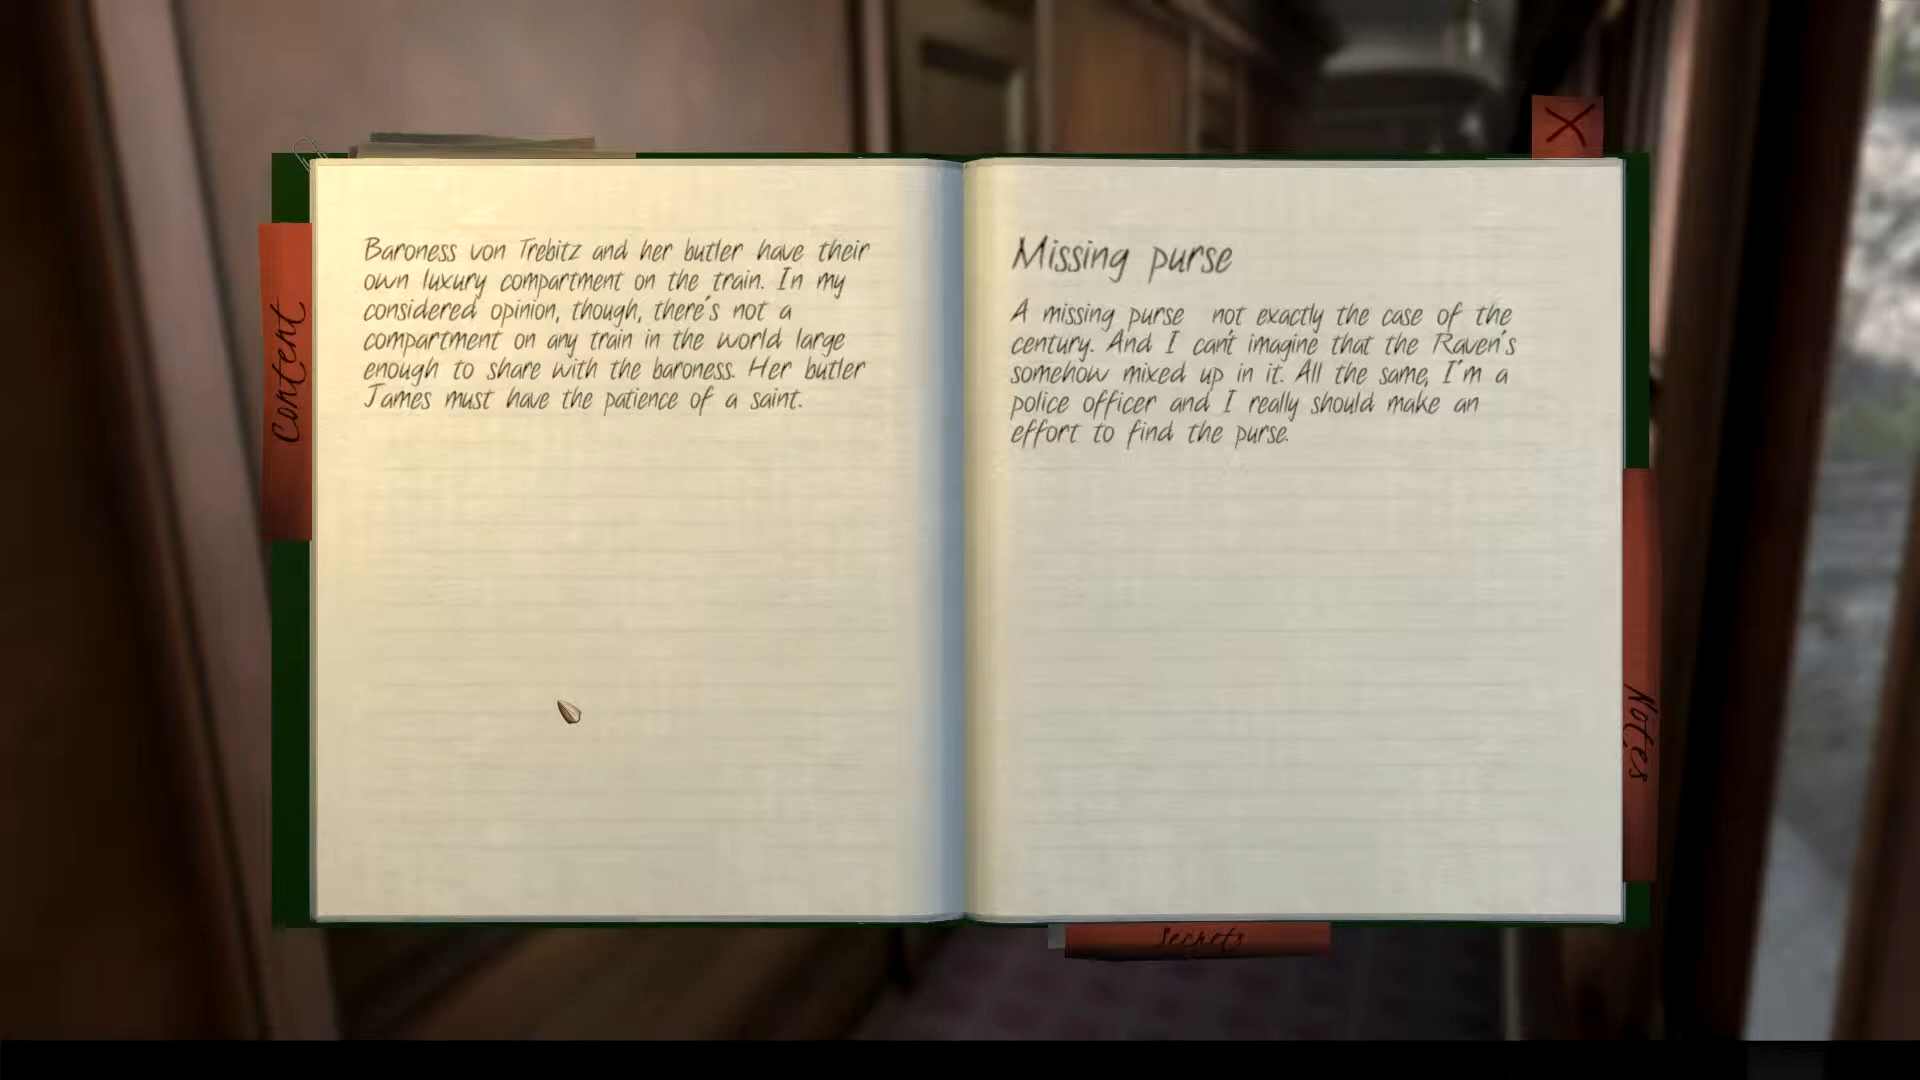 Baroness von Trebitz and her butler have their
own luxury compartment on the train. In my
considered opinion, though, there's not a
compartment on any train in the world large
enough to share with the baroness. Her butler
James must have the patience of a saint.
Missing purse
A missing purse not exactly the case of the
century. And I can't imagine that the Raven's
somehow mixed up in it. All the same, I'm a
police officer and I really should make an
effort to find the purse.
Content
Notes
Secrets
X